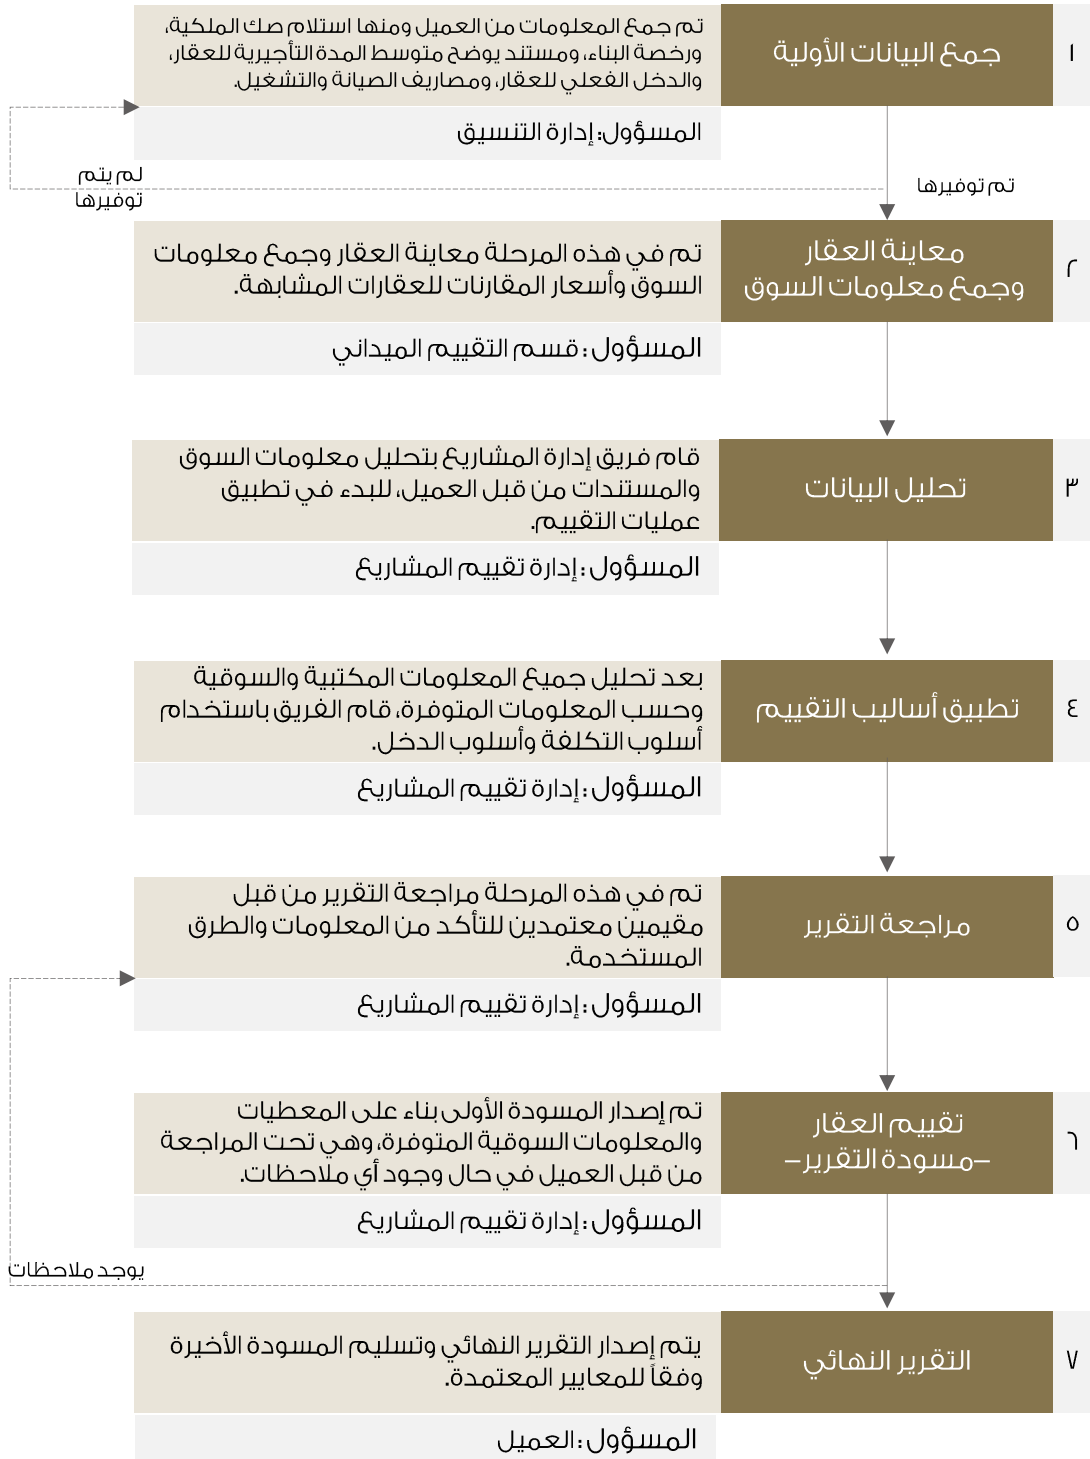 ١
جمع البيانات الأولية
تم جمع المعلومات من العميل ومنها استلام صك الملكية،
ورخصة البناء، ومستند يوضح متوسط المدة التأجيرية للعقار،
والدخل الفعلي للعقار، ومصاريف الصيانة والتشغيل.
المسؤول: إدارة التنسيق
تم توفيرها
لم يتم
توفيرها
٢
معاينة العقار
وجمع معلومات السوق
تم في هذه المرحلة معاينة العقار وجمع معلومات
السوق وأسعار المقارنات للعقارات المشابهة.
المسؤول : قسم التقييم الميداني
٣
تحليل البيانات
قام فريق إدارة المشاريع بتحليل معلومات السوق
والمستندات من قبل العميل، للبدء في تطبيق
عمليات التقييم.
المسؤول : إدارة تقييم المشاريع
٤
تطبيق أساليب التقييم
بعد تحليل جميع المعلومات المكتبية والسوقية
وحسب المعلومات المتوفرة، قام الفريق باستخدام
أسلوب التكلفة وأسلوب الدخل.
المسؤول : إدارة تقييم المشاريع
٥
مراجعة التقرير
تم في هذه المرحلة مراجعة التقرير من قبل
مقيمين معتمدين للتأكد من المعلومات والطرق
المستخدمة.
المسؤول : إدارة تقييم المشاريع
٦
تقييم العقار
–مسودة التقرير–
تم إصدار المسودة الأولى بناء على المعطيات
والمعلومات السوقية المتوفرة، وهي تحت المراجعة
من قبل العميل في حال وجود أي ملاحظات.
المسؤول : إدارة تقييم المشاريع
يوجد ملاحظات
٧
التقرير النهائي
يتم إصدار التقرير النهائي وتسليم المسودة الأخيرة
وفقاً للمعايير المعتمدة.
المسؤول : العميل